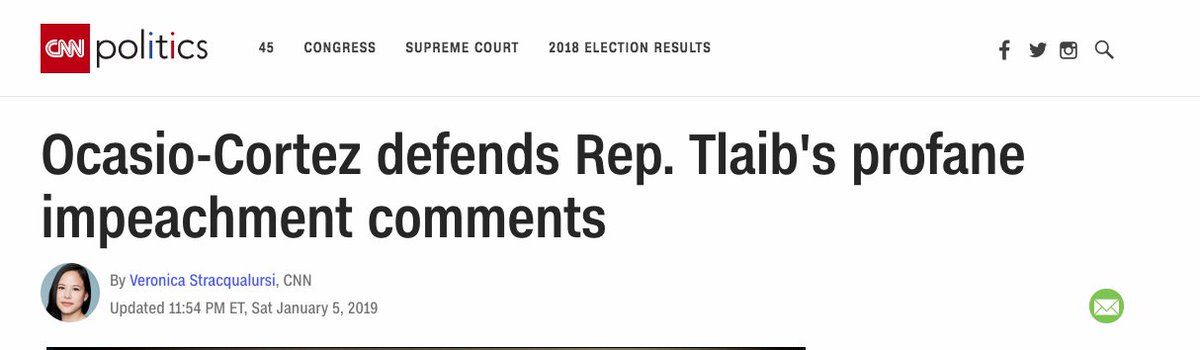 CNN politics 45 CONGRESS SUPREME COURT 2018 ELECTION RESULTS
Ocasio-Cortez defends Rep. Tlaib's profane
impeachment comments
By Veronica Stracqualursi, CNN
Updated 11:54 PM ET, Sat January 5, 2019